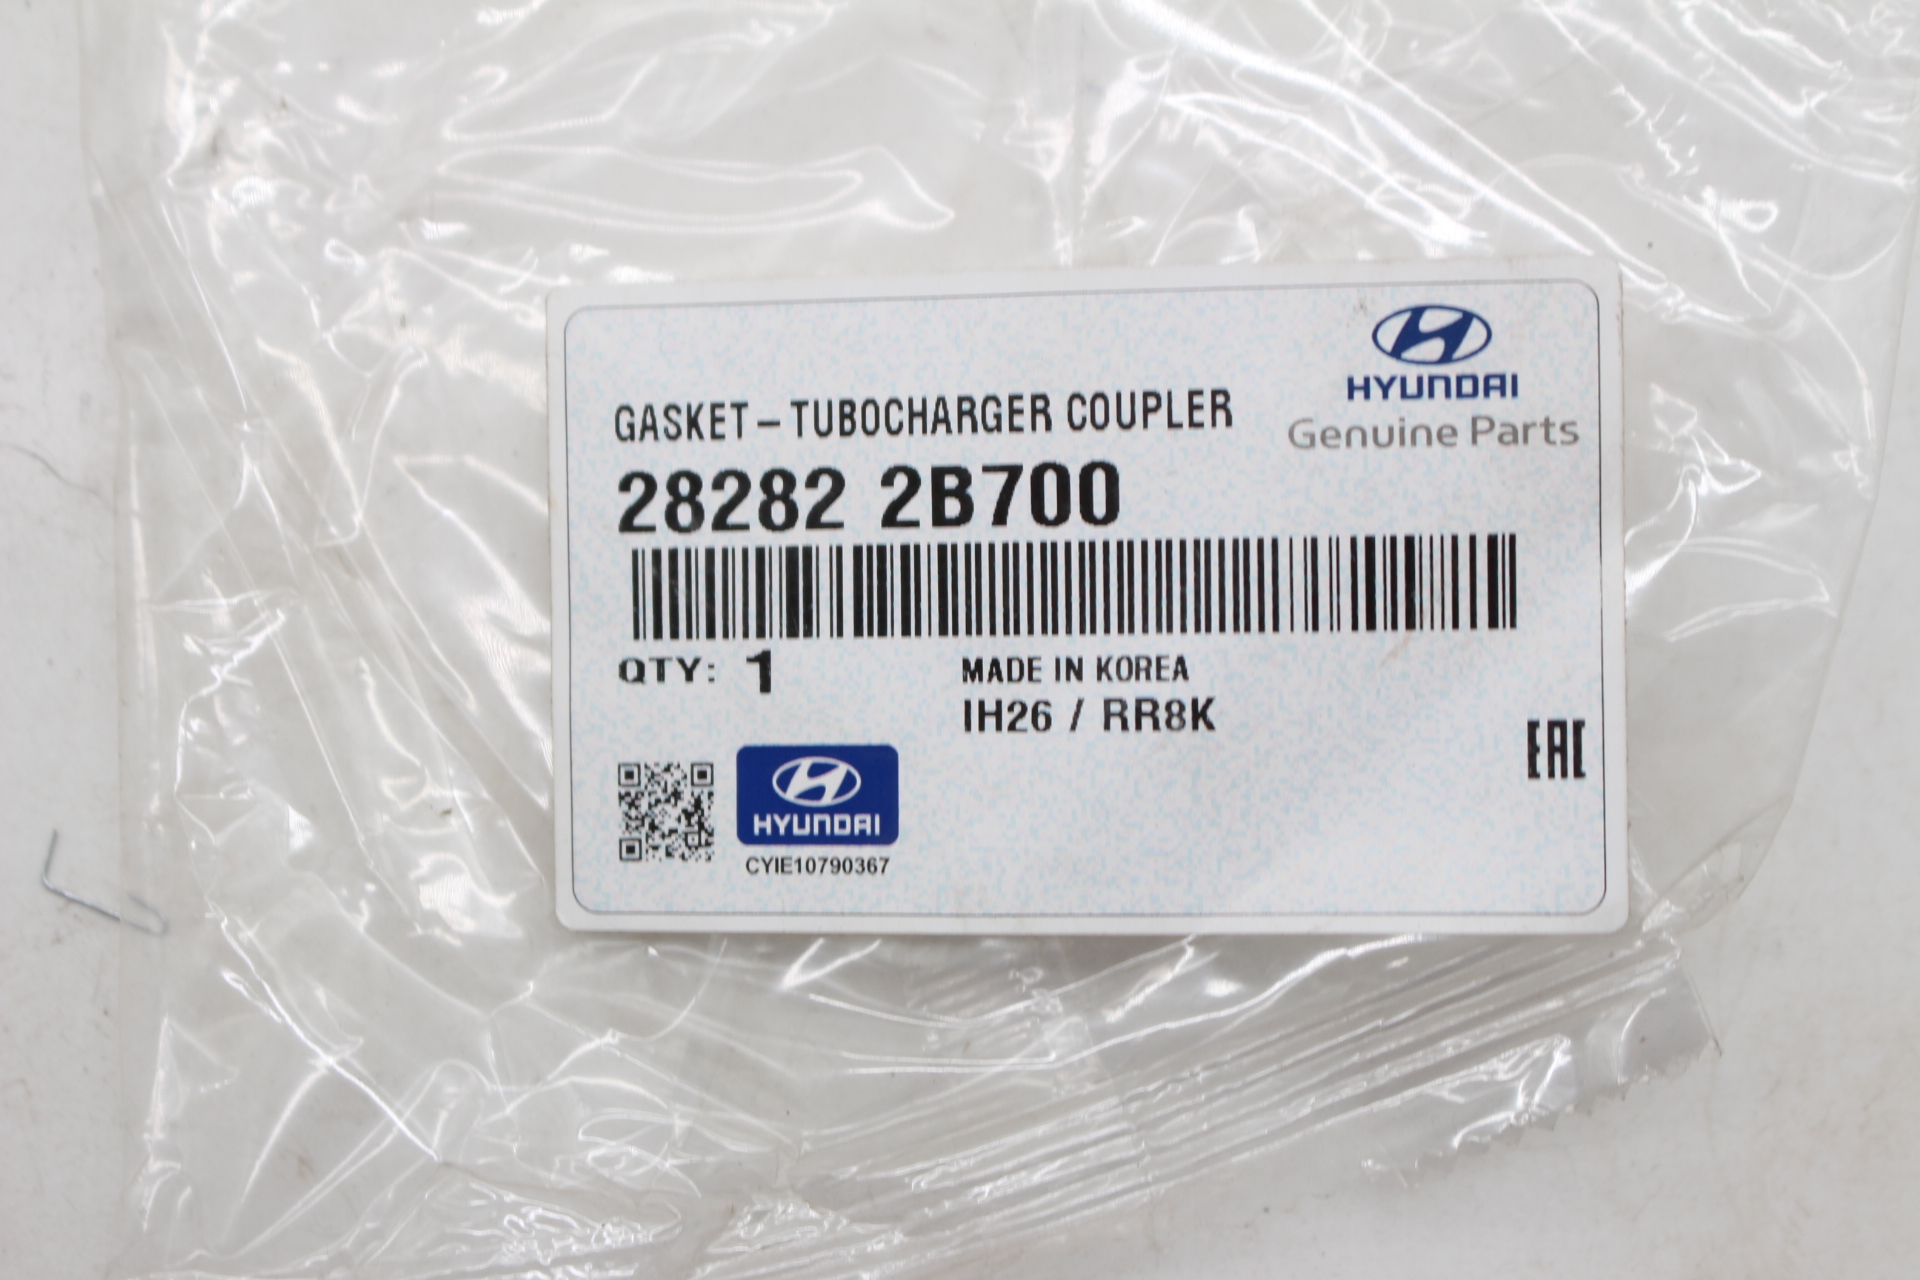 HYUNDAI
Genuine Parts
GASKET-TUBOCHARGER COUPLER
28282 2B700
QTY: 1
MADE IN KOREA
IH26 / RR8K
EAC
HYUNDAI
CYIE10790367